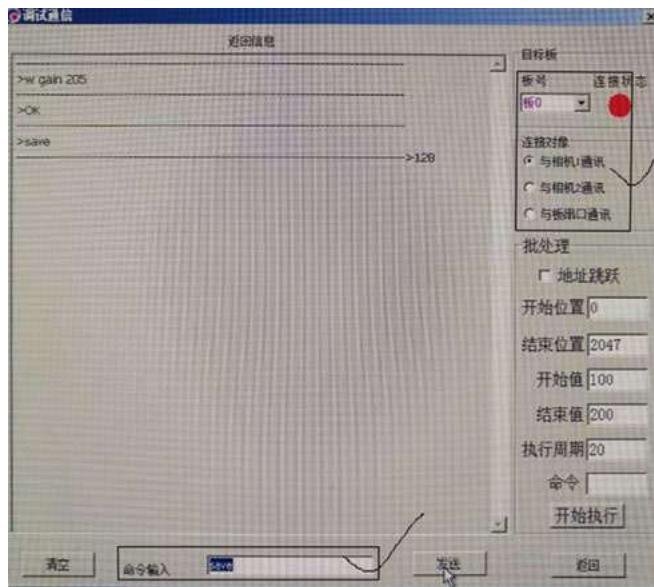 调试通信
返回信息
>w gain 205
>OK
>save
>128
目标板
板号 连接状态
板0
连接对象
与相机1通讯
与相机2通讯
与板串口通讯
批处理
地址跳跃
开始位置 0
结束位置 2047
开始值 100
结束值 200
执行周期 20
命令
开始执行
清空 命令输入 save 发送 返回